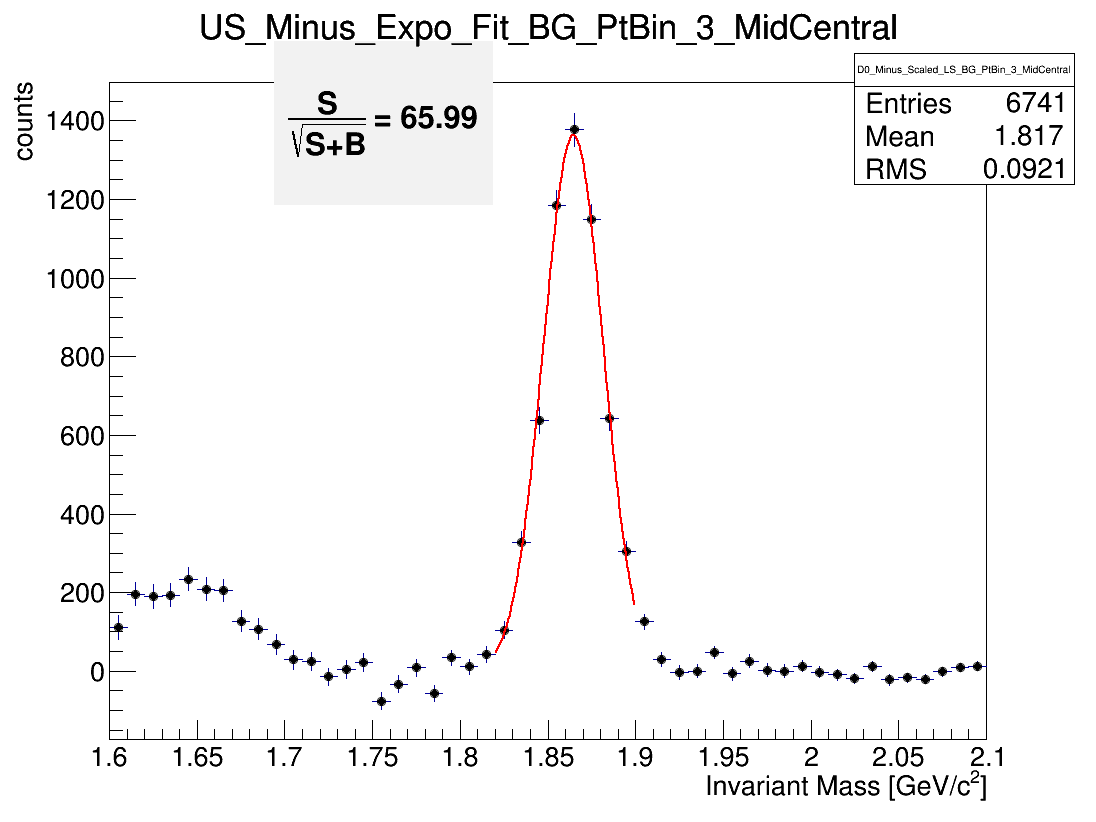 US_Minus_Expo_Fit_BG_PtBin_3_MidCentral
D0_Minus_Scaled_LS_BG_PtBin_3_MidCentral
Entries 6741
Mean 1.817
RMS 0.0921
S
√S+B
= 65.99
counts
1400
1200
1000
800
600
400
200
0
1.6 1.65 1.7 1.75 1.8 1.85 1.9 1.95 2 2.05 2.1
Invariant Mass [GeV/c²]